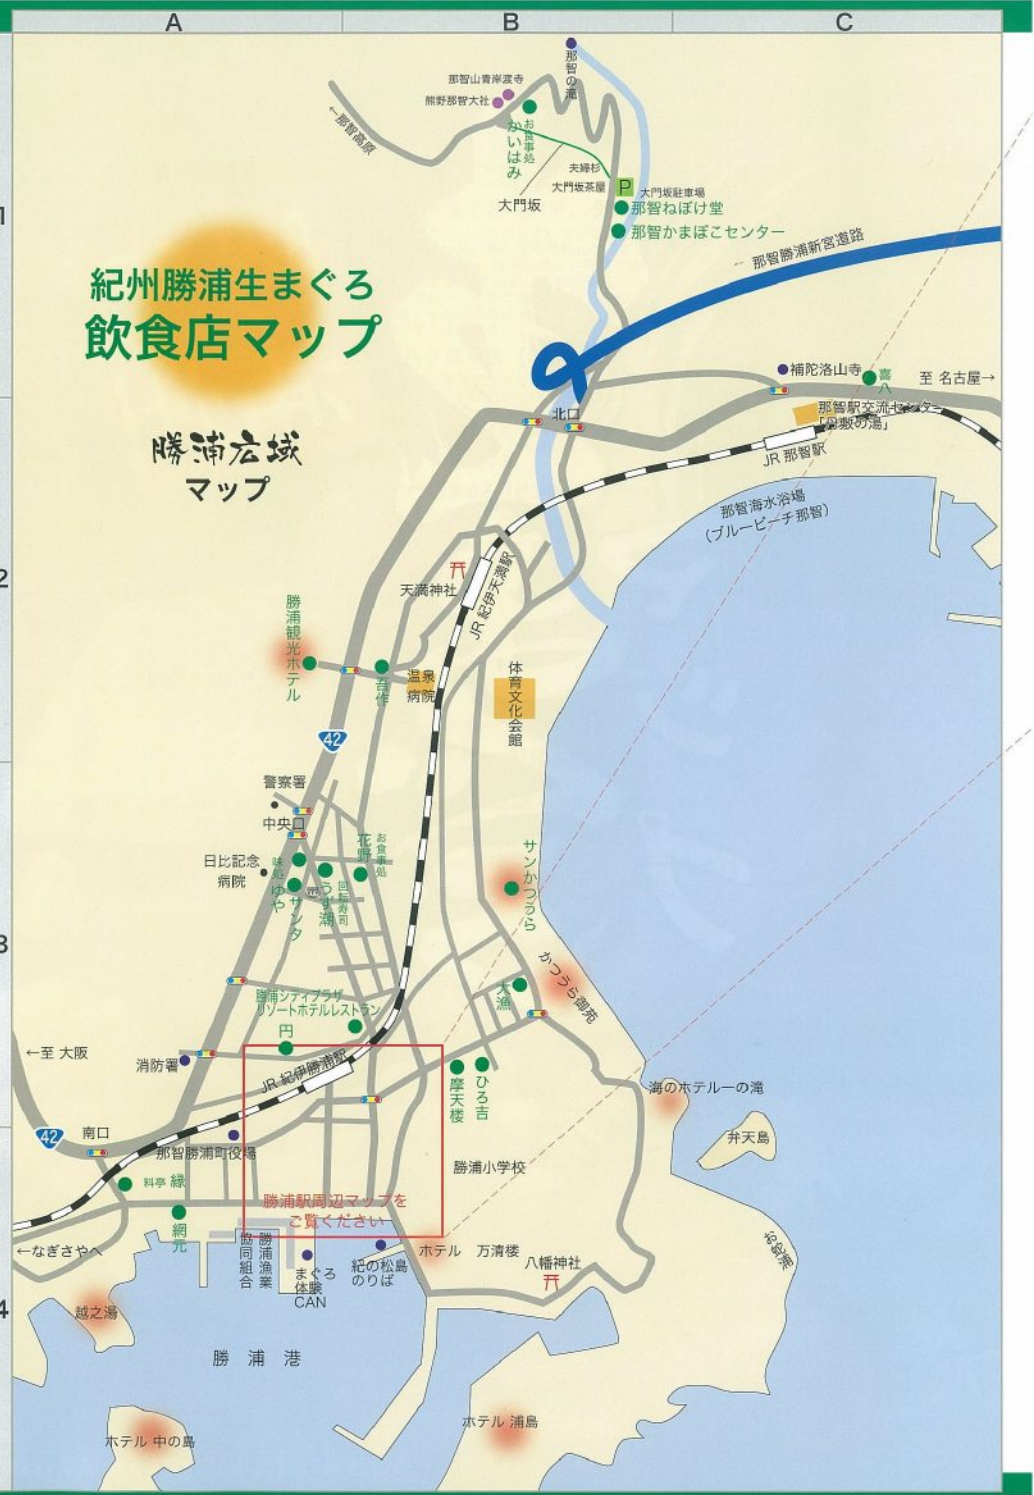 A
B
C
1
2
3
4
那智の滝
那智山青岸渡寺
熊野那智大社
←那智高原
お食事処
かいはみ
夫婦杉
大門坂茶屋
P
大門坂駐車場
大門坂
那智ねぼけ堂
那智かまぼこセンター
那智勝浦新宮道路
紀州勝浦生まぐろ
飲食店マップ
補陀洛山寺
喜八
至 名古屋→
北口
那智駅交流センター
「丹敷の湯」
JR 那智駅
勝浦広域
マップ
那智海水浴場
(ブルービーチ那智)
天満神社
JR 紀伊天満駅
勝浦観光ホテル
吾作
温泉
病院
体育文化会館
42
警察署
中央口
日比記念
病院
味処
ゆや
サンタ
回転寿司
うず潮
お食事処
花野
サンかつうら
かつうら御苑
大漁
勝浦シティプラザ
リゾートホテルレストラン
円
←至 大阪
消防署
JR 紀伊勝浦駅
摩天楼
ひろ吉
海のホテル一の滝
弁天島
42
南口
那智勝浦町役場
勝浦小学校
料亭 縁
網元
勝浦駅周辺マップを
ご覧ください
←なぎさやへ
勝浦漁業
協同組合
まぐろ
体験
CAN
紀の松島
のりば
ホテル 万清楼
八幡神社
越之湯
勝浦港
ホテル 浦島
ホテル 中の島